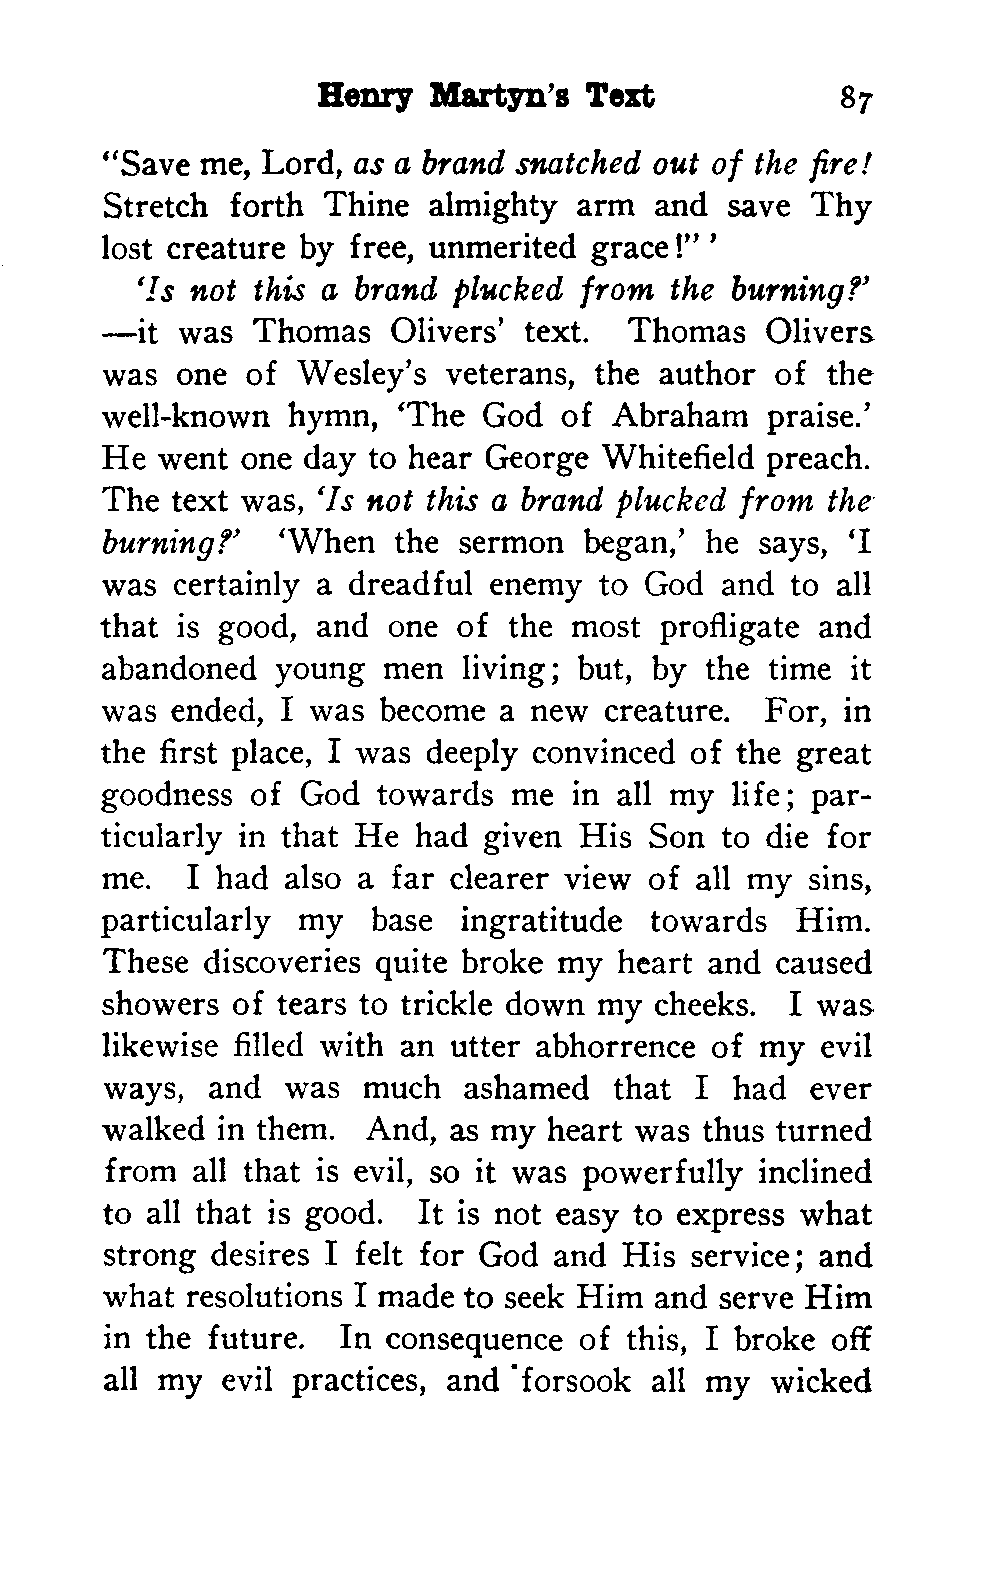 Henry Martyn's Text 87
"Save me, Lord, as a brand snatched out of the fire!
Stretch forth Thine almighty arm and save Thy
lost creature by free, unmerited grace!" '
'Is not this a brand plucked from the burning?'
—it was Thomas Olivers' text. Thomas Olivers
was one of Wesley's veterans, the author of the
well-known hymn, 'The God of Abraham praise.'
He went one day to hear George Whitefield preach.
The text was, 'Is not this a brand plucked from the
burning?' 'When the sermon began,' he says, 'I
was certainly a dreadful enemy to God and to all
that is good, and one of the most profligate and
abandoned young men living; but, by the time it
was ended, I was become a new creature. For, in
the first place, I was deeply convinced of the great
goodness of God towards me in all my life; par-
ticularly in that He had given His Son to die for
me. I had also a far clearer view of all my sins,
particularly my base ingratitude towards Him.
These discoveries quite broke my heart and caused
showers of tears to trickle down my cheeks. I was
likewise filled with an utter abhorrence of my evil
ways, and was much ashamed that I had ever
walked in them. And, as my heart was thus turned
from all that is evil, so it was powerfully inclined
to all that is good. It is not easy to express what
strong desires I felt for God and His service; and
what resolutions I made to seek Him and serve Him
in the future. In consequence of this, I broke off
all my evil practices, and forsook all my wicked